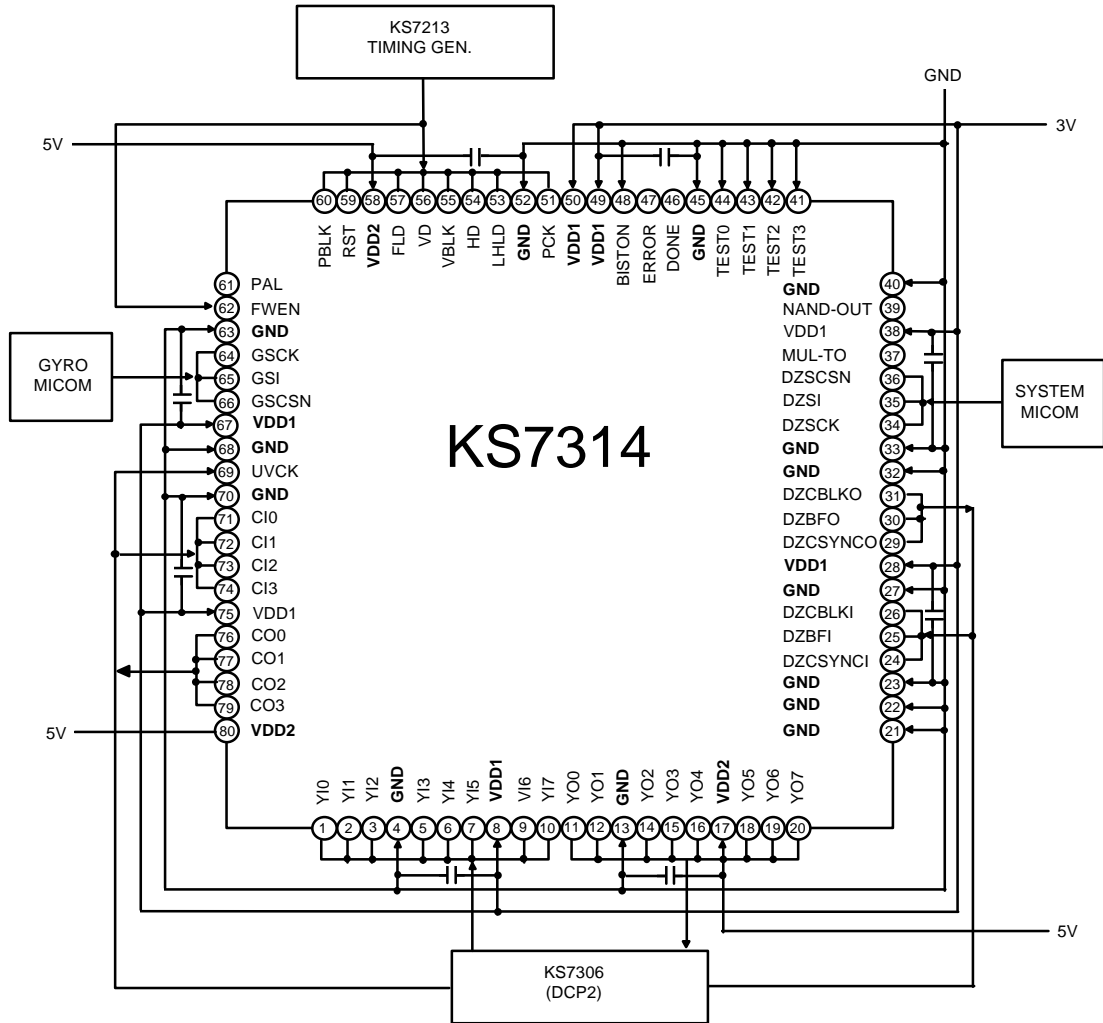 KS7213
TIMING GEN.
GND
5V
3V
60 59 58 57 56 55 54 53 52 51 50 49 48 47 46 45 44 43 42 41
PBLK
RST
VDD2
FLD
VD
VBLK
HD
LHLD
GND
PCK
VDD1
VDD1
BISTON
ERROR
DONE
GND
TEST0
TEST1
TEST2
TEST3
61 PAL
62 FWEN
63 GND
64 GSCK
65 GSI
66 GSCSN
67 VDD1
68 GND
69 UVCK
70 GND
71 CI0
72 CI1
73 CI2
74 CI3
75 VDD1
76 CO0
77 CO1
78 CO2
79 CO3
80 VDD2
GYRO
MICOM
5V
KS7314
GND 40
NAND-OUT 39
VDD1 38
MUL-TO 37
DZSCSN 36
DZSI 35
DZSCK 34
GND 33
GND 32
DZCBLKO 31
DZBFO 30
DZCSYNCO 29
VDD1 28
GND 27
DZCBLKI 26
DZBFI 25
DZCSYNCI 24
GND 23
GND 22
GND 21
SYSTEM
MICOM
YI0
YI1
YI2
GND
YI3
YI4
YI5
VDD1
VI6
YI7
YO0
YO1
GND
YO2
YO3
YO4
VDD2
YO5
YO6
YO7
1 2 3 4 5 6 7 8 9 10 11 12 13 14 15 16 17 18 19 20
5V
KS7306
(DCP2)